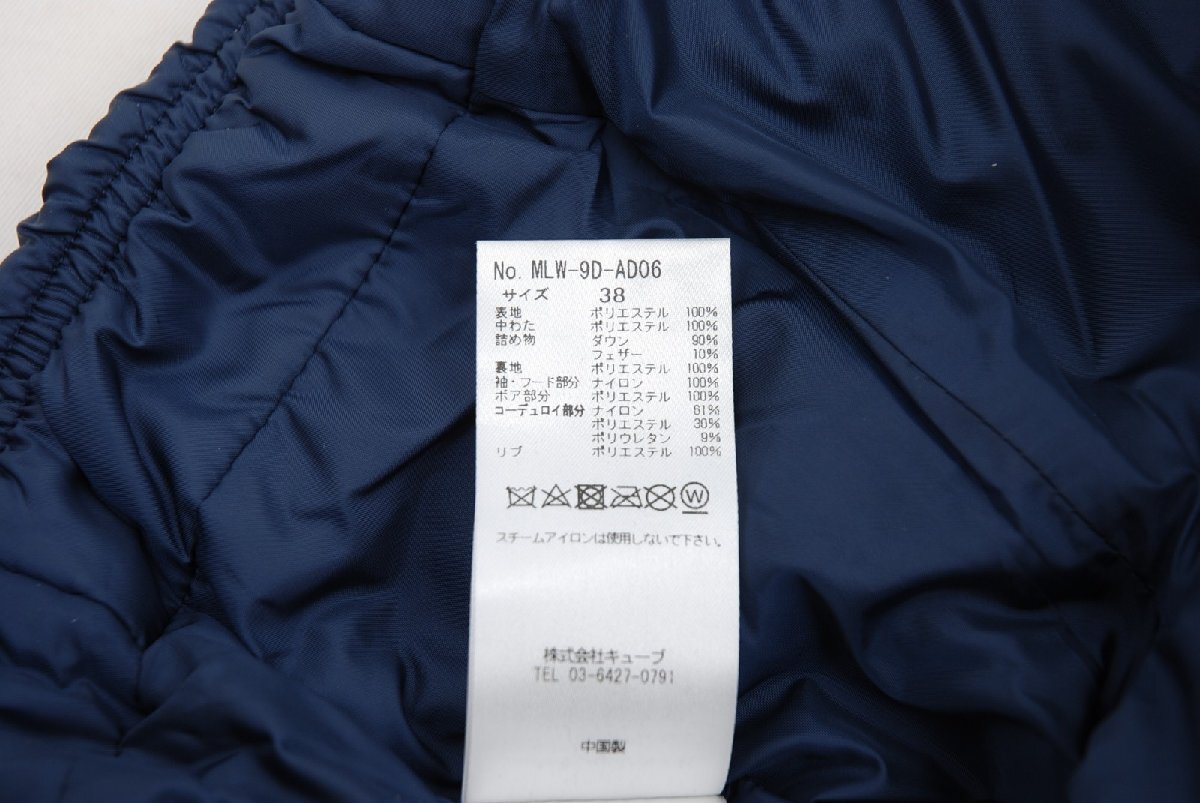 No. MLW-9D-AD06
サイズ 38
表地 ポリエステル 100%
中わた ポリエステル 100%
詰め物 ダウン 90%
フェザー 10%
裏地 ポリエステル 100%
袖・フード部分 ナイロン 100%
ボア部分 ポリエステル 100%
コーデュロイ部分 ナイロン 61%
ポリエステル 30%
ポリウレタン 9%
リブ ポリエステル 100%
W
スチームアイロンは使用しないで下さい。
株式会社キューブ
TEL 03-6427-0791
中国製